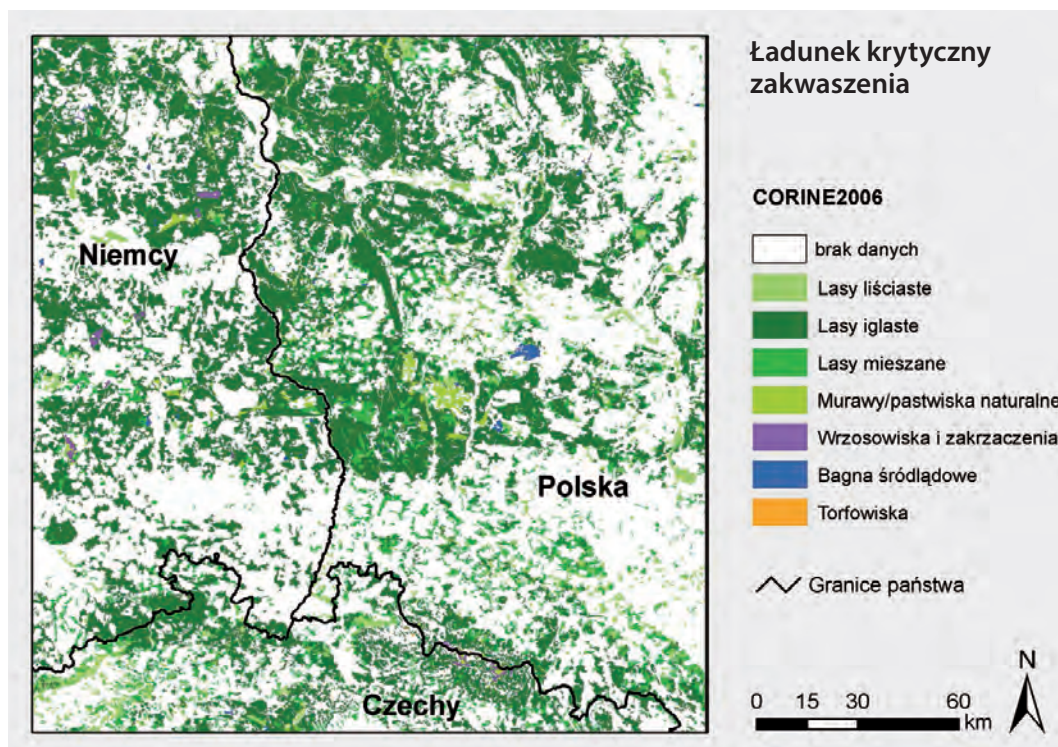 Ładunek krytyczny
zakwaszenia
CORINE2006
brak danych
Lasy liściaste
Lasy iglaste
Lasy mieszane
Murawy/pastwiska naturalne
Wrzosowiska i zakrzaczenia
Bagna śródlądowe
Torfowiska
Granice państwa
N
0 15 30 60
km
Niemcy
Polska
Czechy